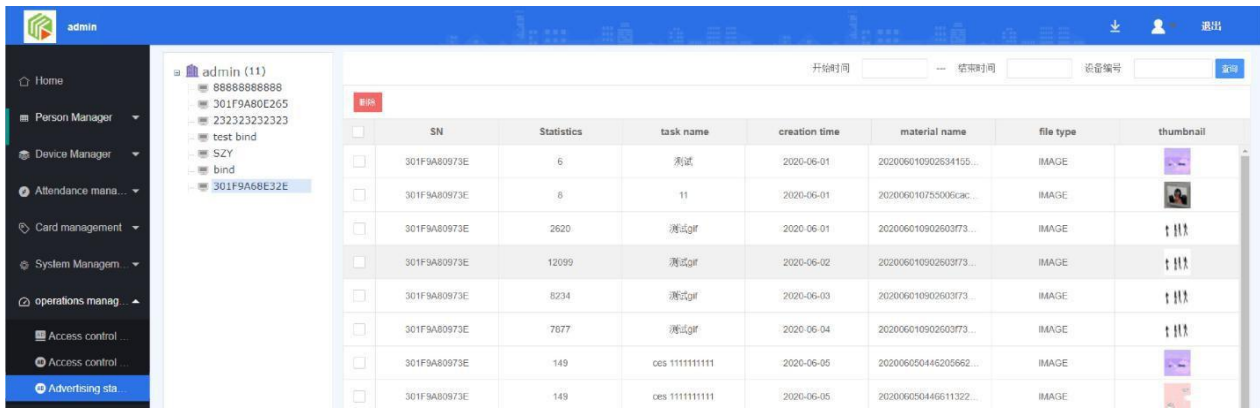 admin
退出
Home
Person Manager
Device Manager
Attendance mana...
Card management
System Managem...
operations manag...
Access control ...
Access control ...
Advertising sta...
admin (11)
88888888888
301F9A80E265
232323232323
test bind
SZY
bind
301F9A68E32E
开始时间 --- 结束时间 设备编号 查询
删除
SN Statistics task name creation time material name file type thumbnail
301F9A80973E 6 测试 2020-06-01 202006010902634155... IMAGE
301F9A80973E 8 11 2020-06-01 202006010755006cac... IMAGE
301F9A80973E 2620 测试gif 2020-06-01 202006010902603f73... IMAGE
301F9A80973E 12099 测试gif 2020-06-02 202006010902603f73... IMAGE
301F9A80973E 8234 测试gif 2020-06-03 202006010902603f73... IMAGE
301F9A80973E 7877 测试gif 2020-06-04 202006010902603f73... IMAGE
301F9A80973E 149 ces 1111111111 2020-06-05 202006050446205662... IMAGE
301F9A80973E 149 ces 1111111111 2020-06-05 202006050446611322... IMAGE